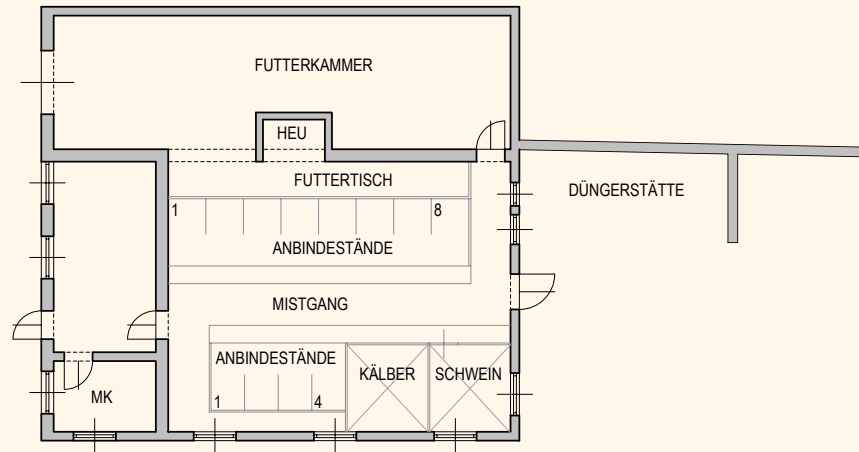 FUTTERKAMMER
HEU
FUTTERTISCH
1 8
DÜNGERSTÄTTE
ANBINDESTÄNDE
MISTGANG
ANBINDESTÄNDE
KÄLBER
SCHWEIN
MK
1 4